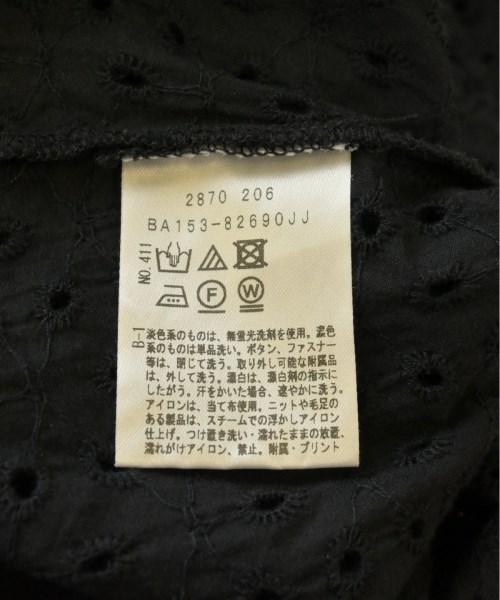 2870 206
BA153-82690JJ
NO.411
F
W
B-1
淡色系のものは、無蛍光洗剤を使用。濃色
系のものは単品洗い。ボタン、ファスナー
等は、閉じて洗う。取り外し可能な附属品
は、外して洗う。漂白は、漂白剤の指示に
したがう。汗をかいた場合、速やかに洗う。
アイロンは、当て布使用。ニットや毛足の
ある製品は、スチームでの浮かしアイロン
仕上げ。つけ置き洗い・濡れたままの放置、
濡れがけアイロン、禁止。附属・プリント